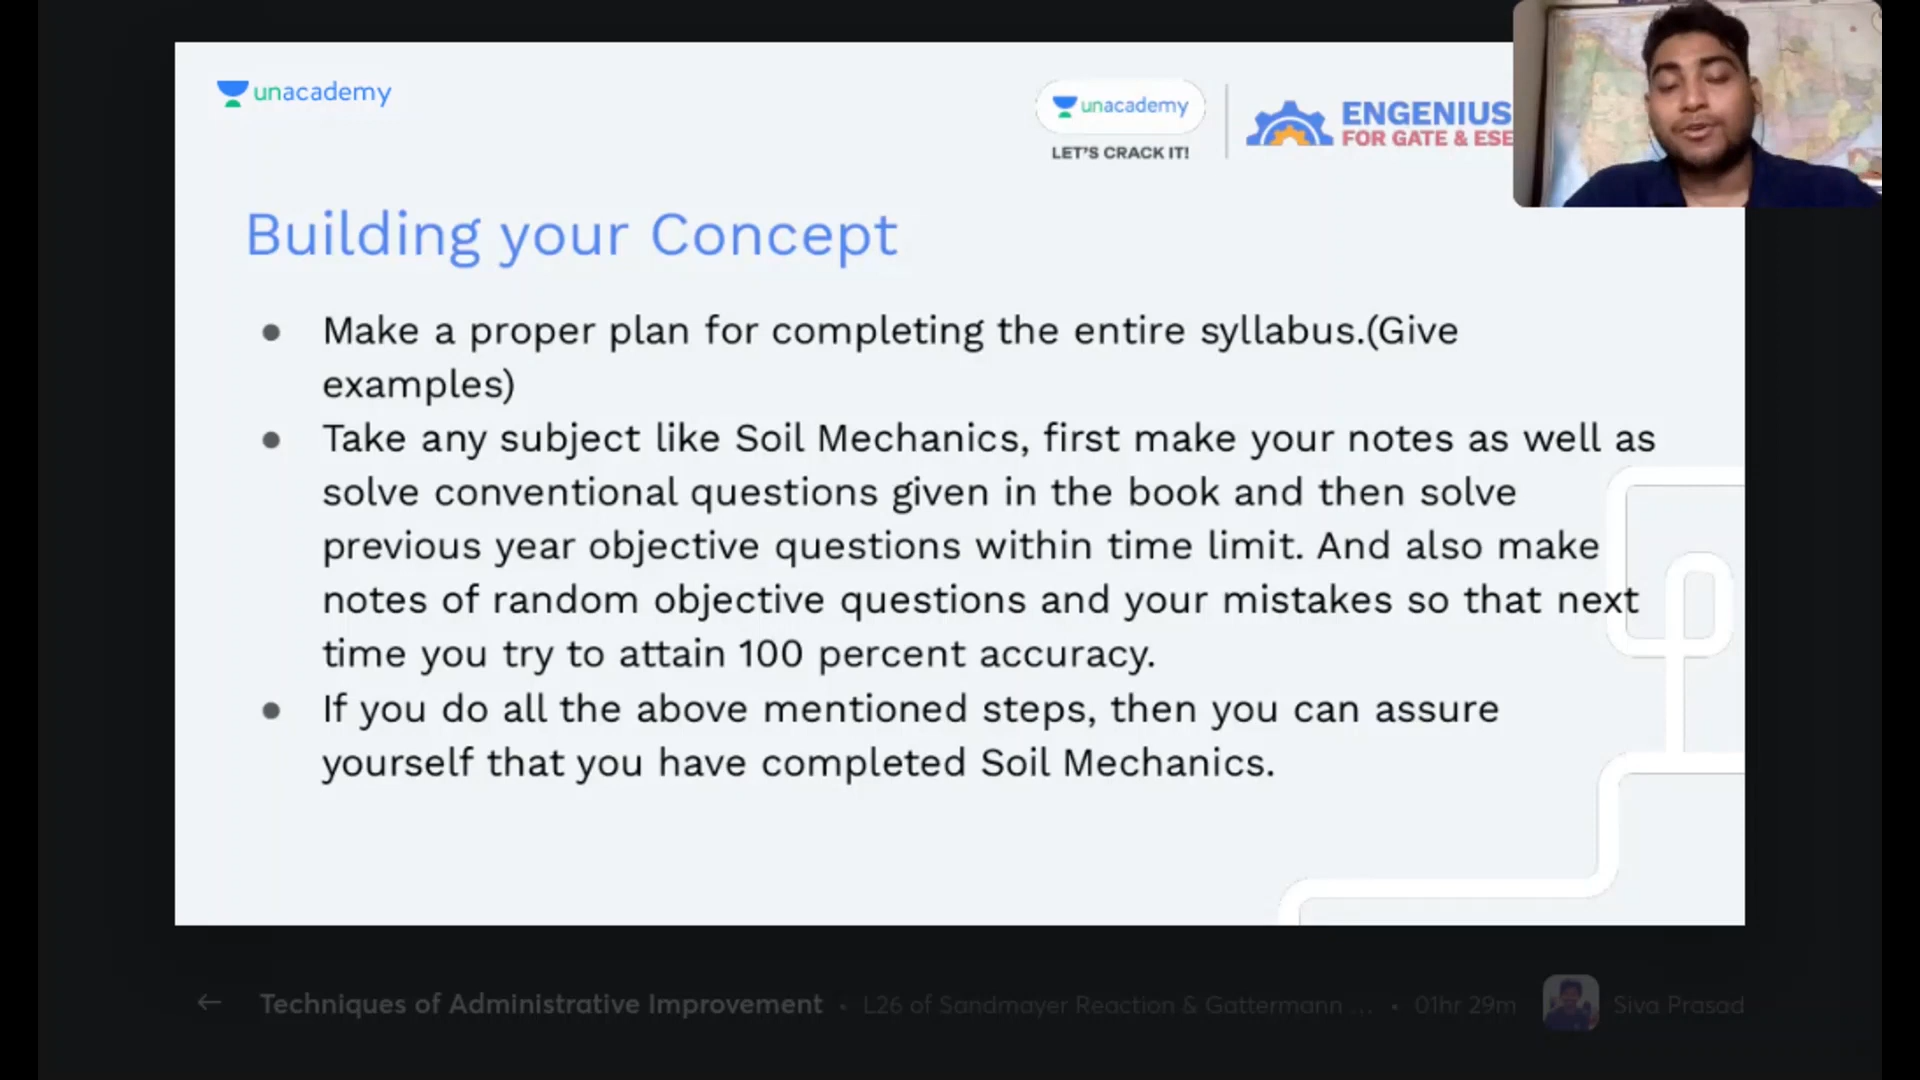 unacademy
unacademy
LET'S CRACK IT!
ENGENIUS
FOR GATE & ESE
Building your Concept
Make a proper plan for completing the entire syllabus.(Give
examples)
Take any subject like Soil Mechanics, first make your notes as well as
solve conventional questions given in the book and then solve
previous year objective questions within time limit. And also make
notes of random objective questions and your mistakes so that next
time you try to attain 100 percent accuracy.
If you do all the above mentioned steps, then you can assure
yourself that you have completed Soil Mechanics.
Techniques of Administrative Improvement • L26 of Sandmayer Reaction & Gattermann ... • 01hr 29m Siva Prasad